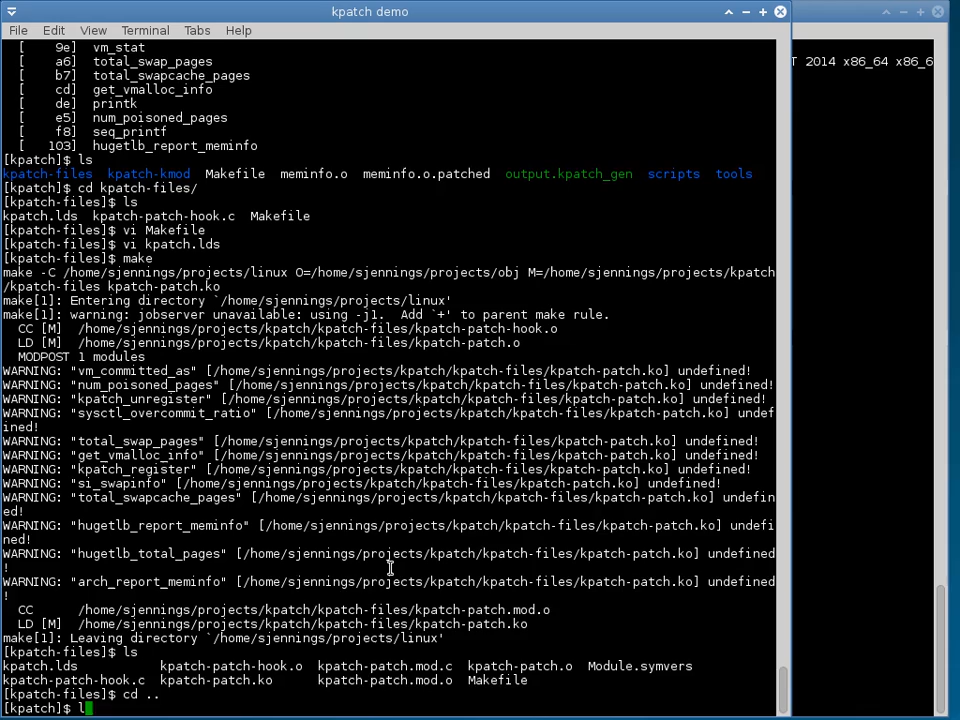 kpatch demo
File Edit View Terminal Tabs Help
[ 9e] vm_stat
[ a6] total_swap_pages
[ b7] total_swapcache_pages
[ cd] get_vmalloc_info
[ de] printk
[ e5] num_poisoned_pages
[ f8] seq_printf
[ 103] hugetlb_report_meminfo
[kpatch]$ ls
kpatch-files kpatch-kmod Makefile meminfo.o meminfo.o.patched output.kpatch_gen scripts tools
[kpatch]$ cd kpatch-files/
[kpatch-files]$ ls
kpatch.lds kpatch-patch-hook.c Makefile
[kpatch-files]$ vi Makefile
[kpatch-files]$ vi kpatch.lds
[kpatch-files]$ make
make -C /home/sjennings/projects/linux O=/home/sjennings/projects/obj M=/home/sjennings/projects/kpatch
/kpatch-files kpatch-patch.ko
make[1]: Entering directory `/home/sjennings/projects/linux'
make[1]: warning: jobserver unavailable: using -j1.  Add `+' to parent make rule.
CC [M] /home/sjennings/projects/kpatch/kpatch-files/kpatch-patch-hook.o
LD [M] /home/sjennings/projects/kpatch/kpatch-files/kpatch-patch.o
MODPOST 1 modules
WARNING: "vm_committed_as" [/home/sjennings/projects/kpatch/kpatch-files/kpatch-patch.ko] undefined!
WARNING: "num_poisoned_pages" [/home/sjennings/projects/kpatch/kpatch-files/kpatch-patch.ko] undefined!
WARNING: "kpatch_unregister" [/home/sjennings/projects/kpatch/kpatch-files/kpatch-patch.ko] undefined!
WARNING: "sysctl_overcommit_ratio" [/home/sjennings/projects/kpatch/kpatch-files/kpatch-patch.ko] undef
ined!
WARNING: "total_swap_pages" [/home/sjennings/projects/kpatch/kpatch-files/kpatch-patch.ko] undefined!
WARNING: "get_vmalloc_info" [/home/sjennings/projects/kpatch/kpatch-files/kpatch-patch.ko] undefined!
WARNING: "kpatch_register" [/home/sjennings/projects/kpatch/kpatch-files/kpatch-patch.ko] undefined!
WARNING: "si_swapinfo" [/home/sjennings/projects/kpatch/kpatch-files/kpatch-patch.ko] undefined!
WARNING: "total_swapcache_pages" [/home/sjennings/projects/kpatch/kpatch-files/kpatch-patch.ko] undefin
ed!
WARNING: "hugetlb_report_meminfo" [/home/sjennings/projects/kpatch/kpatch-files/kpatch-patch.ko] undefi
ned!
WARNING: "hugetlb_total_pages" [/home/sjennings/projects/kpatch/kpatch-files/kpatch-patch.ko] undefined
!
WARNING: "arch_report_meminfo" [/home/sjennings/projects/kpatch/kpatch-files/kpatch-patch.ko] undefined
!
CC /home/sjennings/projects/kpatch/kpatch-files/kpatch-patch.mod.o
LD [M] /home/sjennings/projects/kpatch/kpatch-files/kpatch-patch.ko
make[1]: Leaving directory `/home/sjennings/projects/linux'
[kpatch-files]$ ls
kpatch.lds kpatch-patch-hook.o kpatch-patch.mod.c kpatch-patch.o Module.symvers
kpatch-patch-hook.c kpatch-patch.ko kpatch-patch.mod.o Makefile
[kpatch-files]$ cd ..
[kpatch]$ l
T 2014 x86_64 x86_6